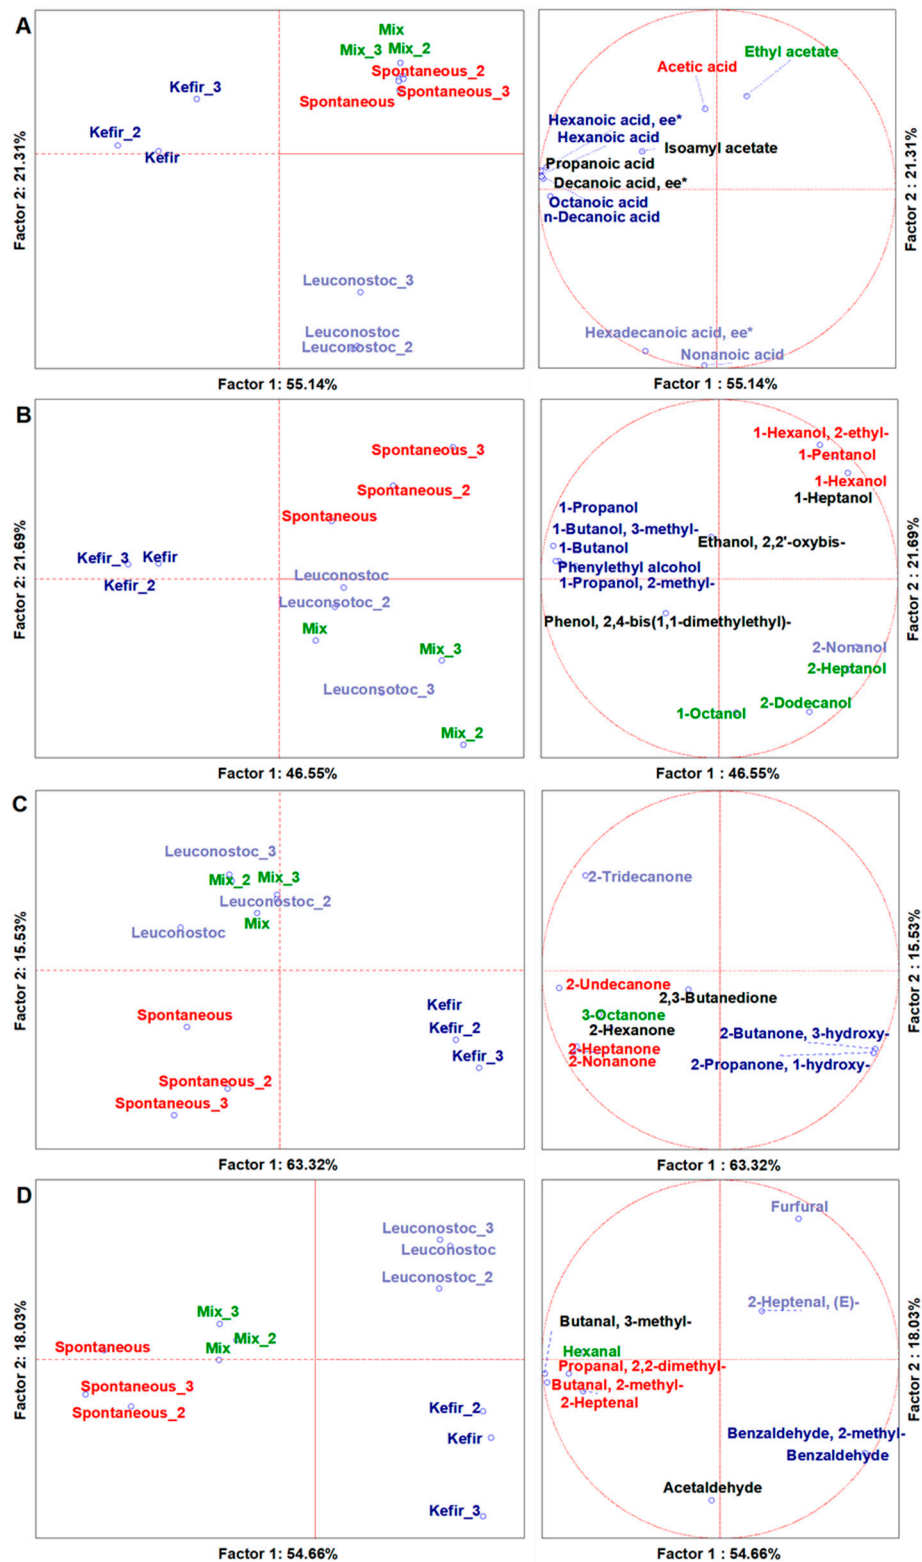 A
Mix
Mix_3 Mix_2
Spontaneous_2
Spontaneous Spontaneous_3
Kefir_3
Kefir_2
Kefir
Leuconostoc_3
Leuconostoc
Leuconostoc_2
Factor 2: 21.31%
Factor 1: 55.14%
Ethyl acetate
Acetic acid
Hexanoic acid, ee*
Hexanoic acid
Isoamyl acetate
Propanoic acid
Decanoic acid, ee*
Octanoic acid
n-Decanoic acid
Hexadecanoic acid, ee*
Nonanoic acid
Factor 2 : 21.31%
Factor 1 : 55.14%
B
Spontaneous_3
Spontaneous_2
Spontaneous
Kefir_3 Kefir
Kefir_2
Leuconostoc
Leuconsotoc_2
Mix
Mix_3
Leuconsotoc_3
Mix_2
Factor 2: 21.69%
Factor 1: 46.55%
1-Hexanol, 2-ethyl-
1-Pentanol
1-Hexanol
1-Heptanol
1-Propanol
1-Butanol, 3-methyl-
Ethanol, 2,2'-oxybis-
1-Butanol
Phenylethyl alcohol
1-Propanol, 2-methyl-
Phenol, 2,4-bis(1,1-dimethylethyl)-
2-Nonanol
2-Heptanol
2-Dodecanol
1-Octanol
Factor 2 : 21.69%
Factor 1 : 46.55%
C
Leuconostoc_3
Mix_2 Mix_3
Leuconostoc_2
Mix
Leuconostoc
Spontaneous
Kefir
Kefir_2
Kefir_3
Spontaneous_2
Spontaneous_3
Factor 2: 15.53%
Factor 1: 63.32%
2-Tridecanone
2-Undecanone
2,3-Butanedione
3-Octanone
2-Hexanone
2-Butanone, 3-hydroxy-
2-Heptanone
2-Nonanone
2-Propanone, 1-hydroxy-
Factor 2 : 15.53%
Factor 1 : 63.32%
D
Leuconostoc_3
Leuconostoc
Leuconostoc_2
Mix_3
Mix_2
Mix
Spontaneous
Spontaneous_3
Spontaneous_2
Kefir_2
Kefir
Kefir_3
Factor 2: 18.03%
Factor 1: 54.66%
Furfural
2-Heptenal, (E)-
Butanal, 3-methyl-
Hexanal
Propanal, 2,2-dimethyl-
Butanal, 2-methyl-
2-Heptenal
Benzaldehyde, 2-methyl-
Benzaldehyde
Acetaldehyde
Factor 2 : 18.03%
Factor 1 : 54.66%